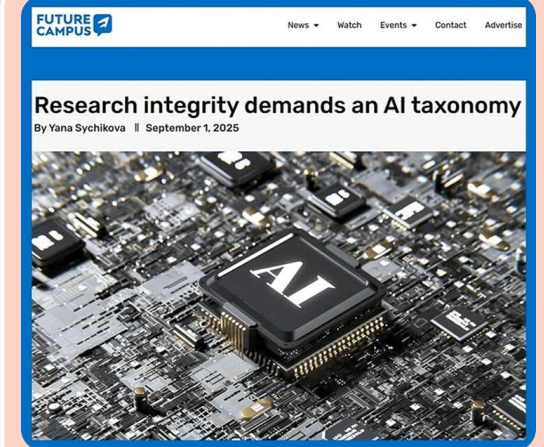 FUTURE
CAMPUS
News Watch Events Contact Advertise
Research integrity demands an AI taxonomy
By Yana Sychikova || September 1, 2025
AI